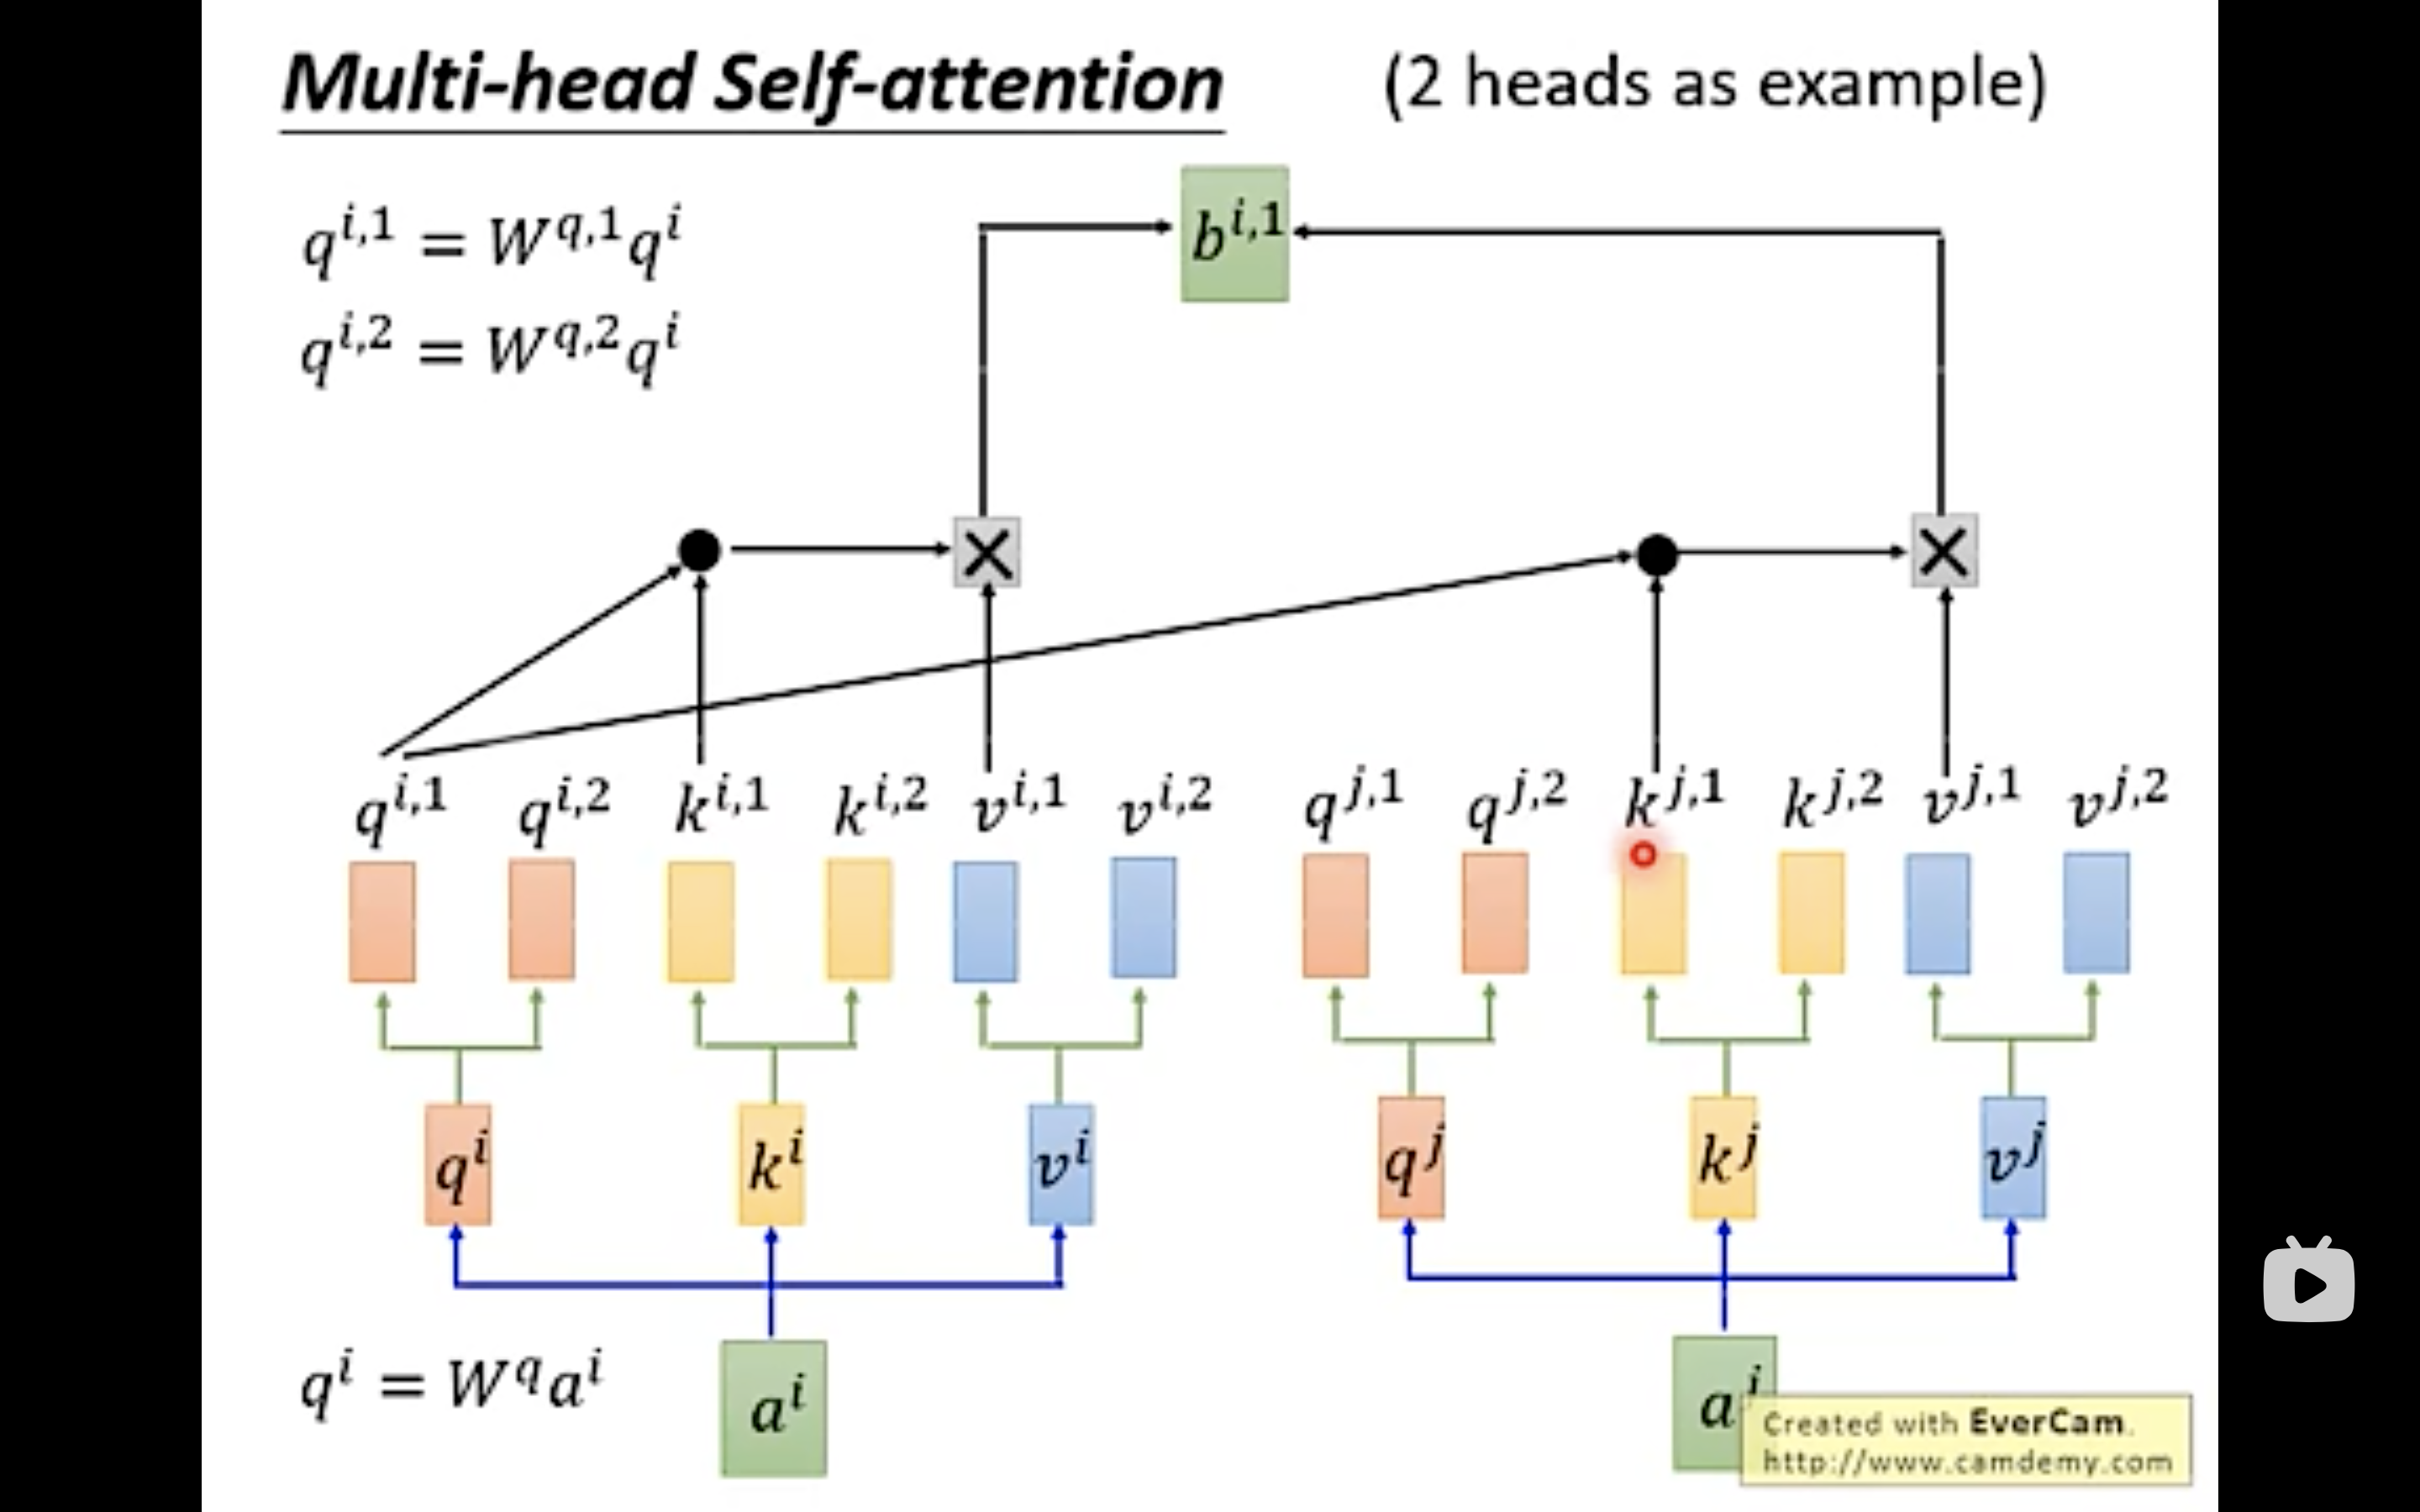 Multi-head Self-attention (2 heads as example)
q^{i,1} = W^{q,1}q^{i}
b^{i,1}
q^{i,2} = W^{q,2}q^{i}
q^{i,1} q^{i,2} k^{i,1} k^{i,2} v^{i,1} v^{i,2} q^{j,1} q^{j,2} k^{j,1} k^{j,2} v^{j,1} v^{j,2}
q^{i} k^{i} v^{i} q^{j} k^{j} v^{j}
q^{i} = W^{q}a^{i}
a^{i} a^{j}
Created with EverCam.
http://www.camdemy.com